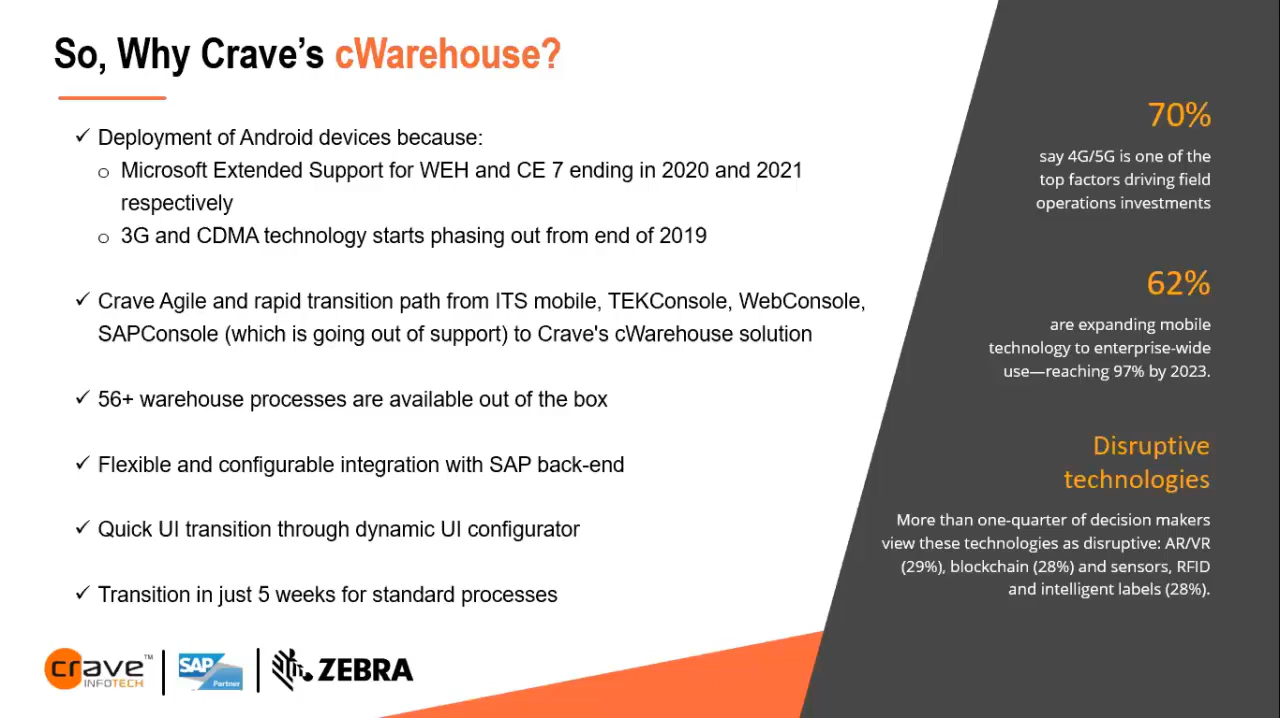 So, Why Crave's cWarehouse?
✓ Deployment of Android devices because:
o Microsoft Extended Support for WEH and CE 7 ending in 2020 and 2021
respectively
o 3G and CDMA technology starts phasing out from end of 2019
✓ Crave Agile and rapid transition path from ITS mobile, TEKConsole, WebConsole,
SAPConsole (which is going out of support) to Crave's cWarehouse solution
✓ 56+ warehouse processes are available out of the box
✓ Flexible and configurable integration with SAP back-end
✓ Quick UI transition through dynamic UI configurator
✓ Transition in just 5 weeks for standard processes
70%
say 4G/5G is one of the
top factors driving field
operations investments
62%
are expanding mobile
technology to enterprise-wide
use—reaching 97% by 2023.
Disruptive
technologies
More than one-quarter of decision makers
view these technologies as disruptive: AR/VR
(29%), blockchain (28%) and sensors, RFID
and intelligent labels (28%).
crave™
INFOTECH
SAP
Partner
ZEBRA